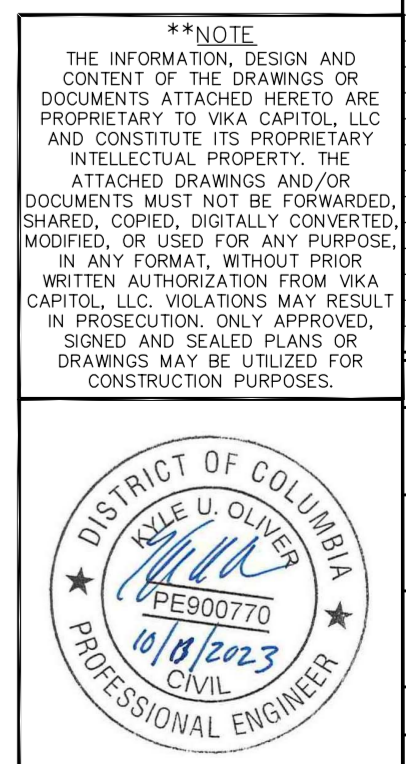 **NOTE
THE INFORMATION, DESIGN AND
CONTENT OF THE DRAWINGS OR
DOCUMENTS ATTACHED HERETO ARE
PROPRIETARY TO VIKA CAPITOL, LLC
AND CONSTITUTE ITS PROPRIETARY
INTELLECTUAL PROPERTY. THE
ATTACHED DRAWINGS AND/OR
DOCUMENTS MUST NOT BE FORWARDED,
SHARED, COPIED, DIGITALLY CONVERTED,
MODIFIED, OR USED FOR ANY PURPOSE,
IN ANY FORMAT, WITHOUT PRIOR
WRITTEN AUTHORIZATION FROM VIKA
CAPITOL, LLC. VIOLATIONS MAY RESULT
IN PROSECUTION. ONLY APPROVED,
SIGNED AND SEALED PLANS OR
DRAWINGS MAY BE UTILIZED FOR
CONSTRUCTION PURPOSES.
DISTRICT OF COLUMBIA
KYLE U. OLIVER
PE900770
10/13/2023
CIVIL
PROFESSIONAL ENGINEER